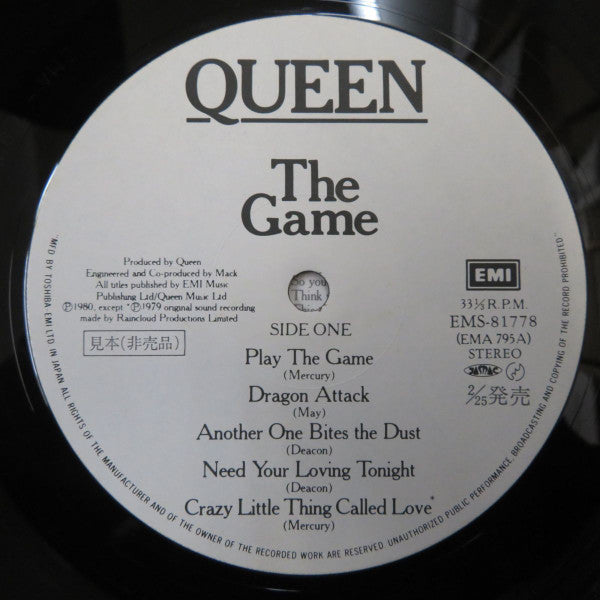 QUEEN
The
Game
Produced by Queen
Engineered and Co-produced by Mack
All titles published by EMI Music
Publishing Ltd/Queen Music Ltd
Ⓟ1980, except *Ⓟ1979 original sound recording
made by Raincloud Productions Limited
見本(非売品)
So you
Think
EMI
33⅓ R.P.M.
EMS-81778
(EMA 795A)
STEREO
2/25発売
SIDE ONE
Play The Game
(Mercury)
Dragon Attack
(May)
Another One Bites the Dust
(Deacon)
Need Your Loving Tonight
(Deacon)
Crazy Little Thing Called Love*
(Mercury)
"MFD BY TOSHIBA EMI LTD IN JAPAN ALL RIGHTS OF THE MANUFACTURER AND OF THE OWNER OF THE RECORDED WORK ARE RESERVED. UNAUTHORIZED PUBLIC PERFORMANCE, BROADCASTING AND COPYING OF THE RECORD PROHIBITED"